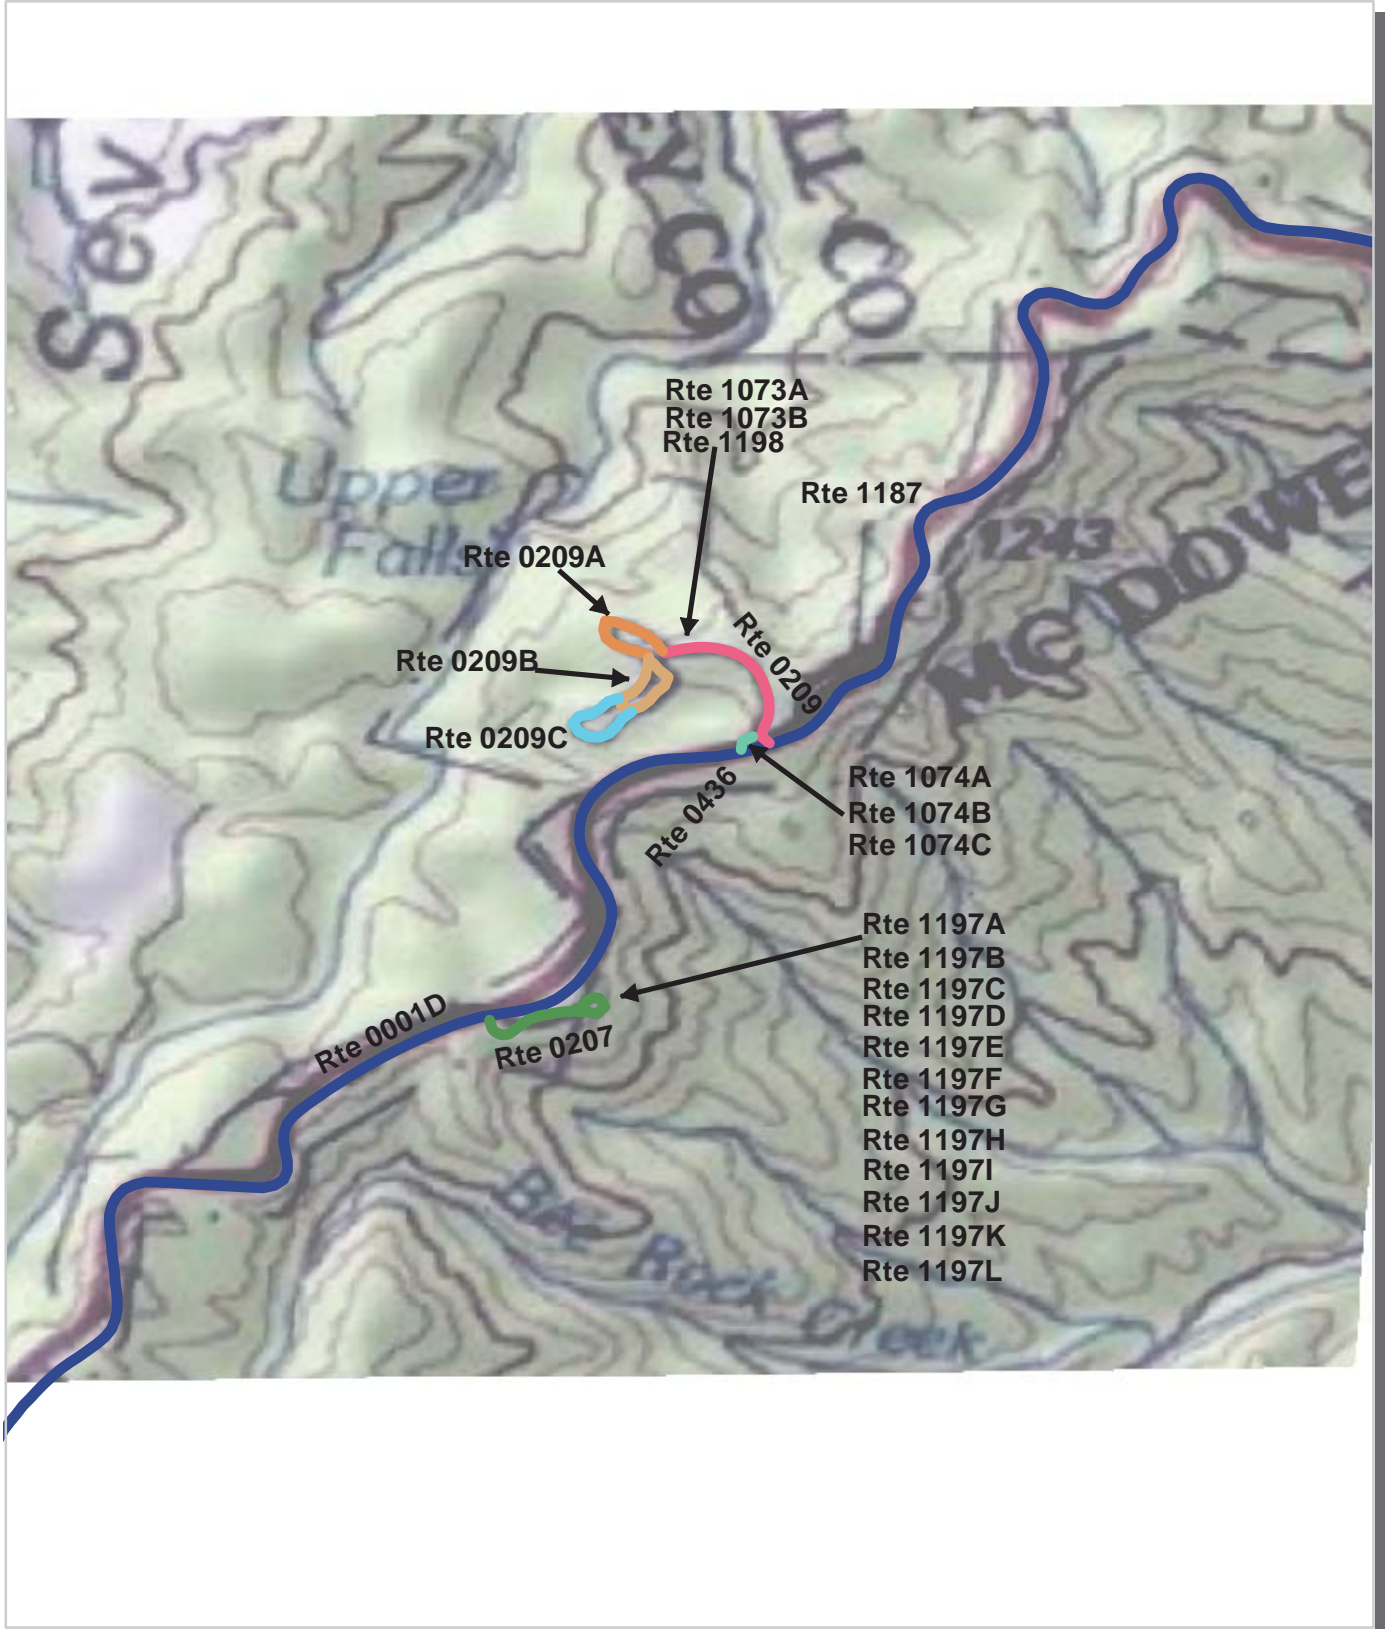 Sev
ey Co
tt CO
Rte 1073A
Rte 1073B
Rte 1198
Upper
Falls
Rte 1187
1243
MC DOWE
Rte 0209A
Rte 0209
Rte 0209B
Rte 0209C
Rte 0436
Rte 1074A
Rte 1074B
Rte 1074C
Rte 1197A
Rte 1197B
Rte 1197C
Rte 1197D
Rte 1197E
Rte 1197F
Rte 1197G
Rte 1197H
Rte 1197I
Rte 1197J
Rte 1197K
Rte 1197L
Rte 0001D
Rte 0207
Rock Creek